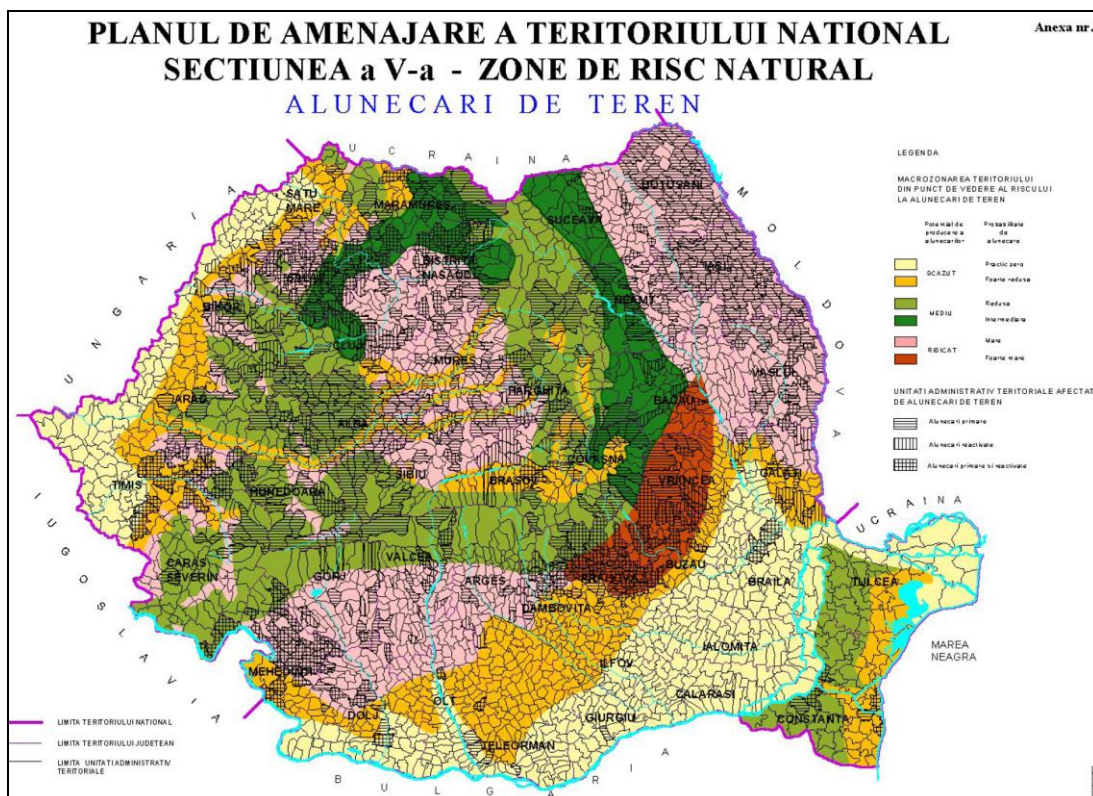 PLANUL DE AMENAJARE A TERITORIULUI NATIONAL
Anexa nr.
SECTIUNEA a V-a - ZONE DE RISC NATURAL
ALUNECARI DE TEREN
UCRAINA
MOLDOVA
UNGARIA
IUGOSLAVIA
BULGARIA
UCRAINA
MAREA
NEAGRA
SATU
MARE
MARAMURES
SUCEAVA
BOTOSANI
BISTRITA
NASAUD
SALAJ
BIHOR
CLUJ
NEAMT
IASI
MURES
HARGHITA
BACAU
VASLUI
ARAD
ALBA
SIBIU
BRASOV
COVASNA
VRANCEA
GALATI
TIMIS
HUNEDOARA
CARAS
SEVERIN
GORJ
VALCEA
ARGES
DAMBOVITA
PRAHOVA
BUZAU
BRAILA
TULCEA
MEHEDINTI
DOLJ
OLT
TELEORMAN
GIURGIU
ILFOV
IALOMITA
CALARASI
CONSTANTA
LEGENDA
MACROZONAREA TERITORIULUI
DIN PUNCT DE VEDERE AL RISCULUI
LA ALUNECARI DE TEREN
Potential de producere a alunecarilor
Probabilitate de alunecare
SCAZUT
Practic zero
Foarte redusa
MEDIU
Redusa
Intermediara
RIDICAT
Mare
Foarte mare
UNITATI ADMINISTRATIV TERITORIALE AFECTAT
DE ALUNECARI DE TEREN
Alunecari primare
Alunecari reactivate
Alunecari primare si reactivate
LIMITA TERITORIULUI NATIONAL
LIMITA TERITORIULUI JUDETEAN
LIMITA UNITATI ADMINISTRATIV
TERITORIALE